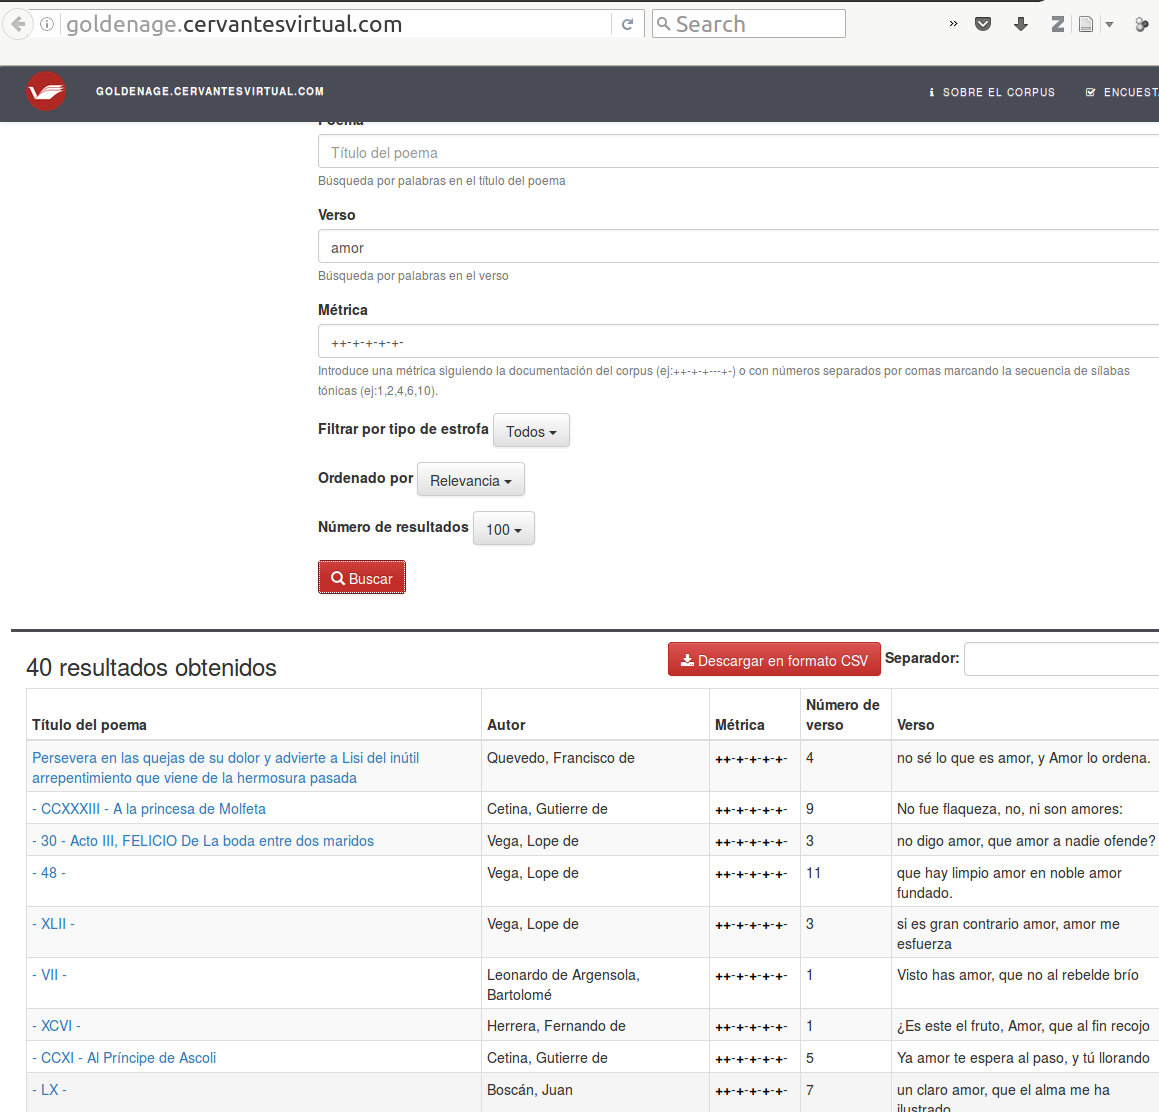 goldenage.cervantesvirtual.com
Search
GOLDENAGE.CERVANTESVIRTUAL.COM
SOBRE EL CORPUS
ENCUEST
Poema
Título del poema
Búsqueda por palabras en el título del poema
Verso
amor
Búsqueda por palabras en el verso
Métrica
++-+-+-+-+-
Introduce una métrica siguiendo la documentación del corpus (ej:++-+-+---+-) o con números separados por comas marcando la secuencia de sílabas
tónicas (ej:1,2,4,6,10).
Filtrar por tipo de estrofa Todos
Ordenado por Relevancia
Número de resultados 100
Buscar
40 resultados obtenidos
Descargar en formato CSV Separador:
Título del poema Autor Métrica Número de verso Verso
Persevera en las quejas de su dolor y advierte a Lisi del inútil
arrepentimiento que viene de la hermosura pasada
Quevedo, Francisco de ++-+-+-+-+- 4 no sé lo que es amor, y Amor lo ordena.
- CCXXXIII - A la princesa de Molfeta Cetina, Gutierre de ++-+-+-+-+- 9 No fue flaqueza, no, ni son amores:
- 30 - Acto III, FELICIO De La boda entre dos maridos Vega, Lope de ++-+-+-+-+- 3 no digo amor, que amor a nadie ofende?
- 48 - Vega, Lope de ++-+-+-+-+- 11 que hay limpio amor en noble amor
fundado.
- XLII - Vega, Lope de ++-+-+-+-+- 3 si es gran contrario amor, amor me
esfuerza
- VII - Leonardo de Argensola,
Bartolomé
++-+-+-+-+- 1 Visto has amor, que no al rebelde brío
- XCVI - Herrera, Fernando de ++-+-+-+-+- 1 ¿Es este el fruto, Amor, que al fin recojo
- CCXI - Al Príncipe de Ascoli Cetina, Gutierre de ++-+-+-+-+- 5 Ya amor te espera al paso, y tú llorando
- LX - Boscán, Juan ++-+-+-+-+- 7 un claro amor, que el alma me ha
ilustrado